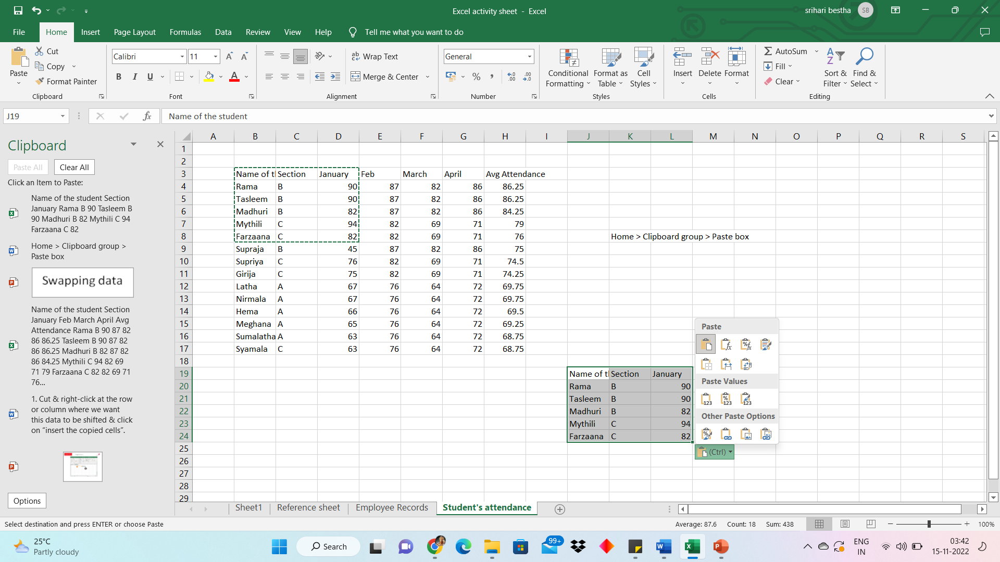 Excel activity sheet - Excel
srihari bestha
SB
File
Home
Insert
Page Layout
Formulas
Data
Review
View
Help
Tell me what you want to do
Paste
Cut
Copy
Format Painter
Clipboard
Calibri
11
B I U
Font
Wrap Text
Merge & Center
Alignment
General
Number
Conditional Formatting
Format as Table
Cell Styles
Styles
Insert
Delete
Format
Cells
AutoSum
Fill
Clear
Sort & Filter
Find & Select
Editing
J19
Name of the student
Clipboard
Paste All
Clear All
Click an Item to Paste:
Name of the student Section
January Rama B 90 Tasleem B
90 Madhuri B 82 Mythili C 94
Farzaana C 82
Home > Clipboard group >
Paste box
Swapping data
Name of the student Section
January Feb March April Avg
Attendance Rama B 90 87 82
86 86.25 Tasleem B 90 87 82
86 86.25 Madhuri B 82 87 82
86 84.25 Mythili C 94 82 69
71 79 Farzaana C 82 82 69 71
76...
1. Cut & right-click at the row
or column where we want
this data to be shifted & click
on “insert the copied cells”.
Options
A B C D E F G H I J K L M N O P Q R S
1
2
3 Name of t Section January Feb March April Avg Attendance
4 Rama B 90 87 82 86 86.25
5 Tasleem B 90 87 82 86 86.25
6 Madhuri B 82 87 82 86 84.25
7 Mythili C 94 82 69 71 79
8 Farzaana C 82 82 69 71 76 Home > Clipboard group > Paste box
9 Supraja B 45 87 82 86 75
10 Supriya C 76 82 69 71 74.5
11 Girija C 75 82 69 71 74.25
12 Latha A 67 76 64 72 69.75
13 Nirmala A 67 76 64 72 69.75
14 Hema A 66 76 64 72 69.5
15 Meghana A 65 76 64 72 69.25
16 Sumalatha A 63 76 64 72 68.75
17 Syamala C 63 76 64 72 68.75
18
19 Name of t Section January
20 Rama B 90
21 Tasleem B 90
22 Madhuri B 82
23 Mythili C 94
24 Farzaana C 82
25
26
27
28
29
Paste
Paste Values
Other Paste Options
(Ctrl)
Sheet1
Reference sheet
Employee Records
Student's attendance
Select destination and press ENTER or choose Paste
Average: 87.6 Count: 18 Sum: 438
100%
25°C
Partly cloudy
Search
99+
ENG
IN
03:42
15-11-2022